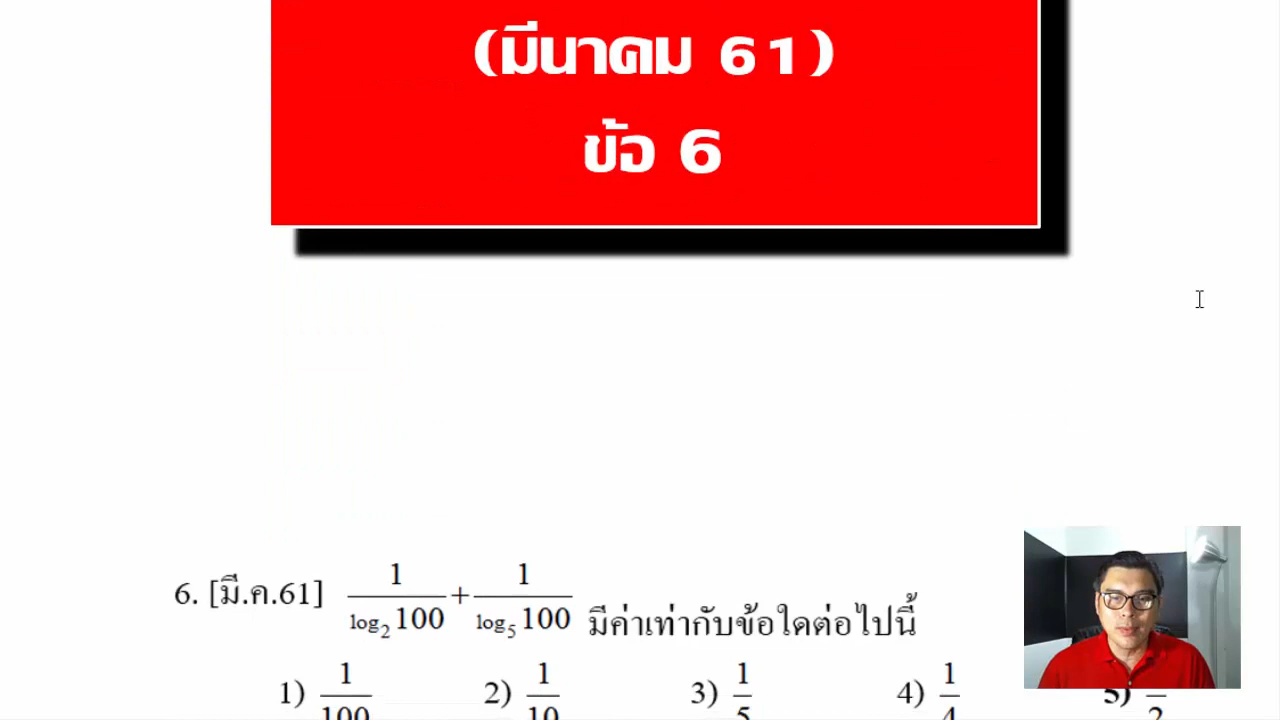 (มีนาคม 61)
ข้อ 6
6. [มี.ค.61] 1/log₂100 + 1/log₅100 มีค่าเท่ากับข้อใดต่อไปนี้
1) 1/100 2) 1/10 3) 1/5 4) 1/4 5) /2